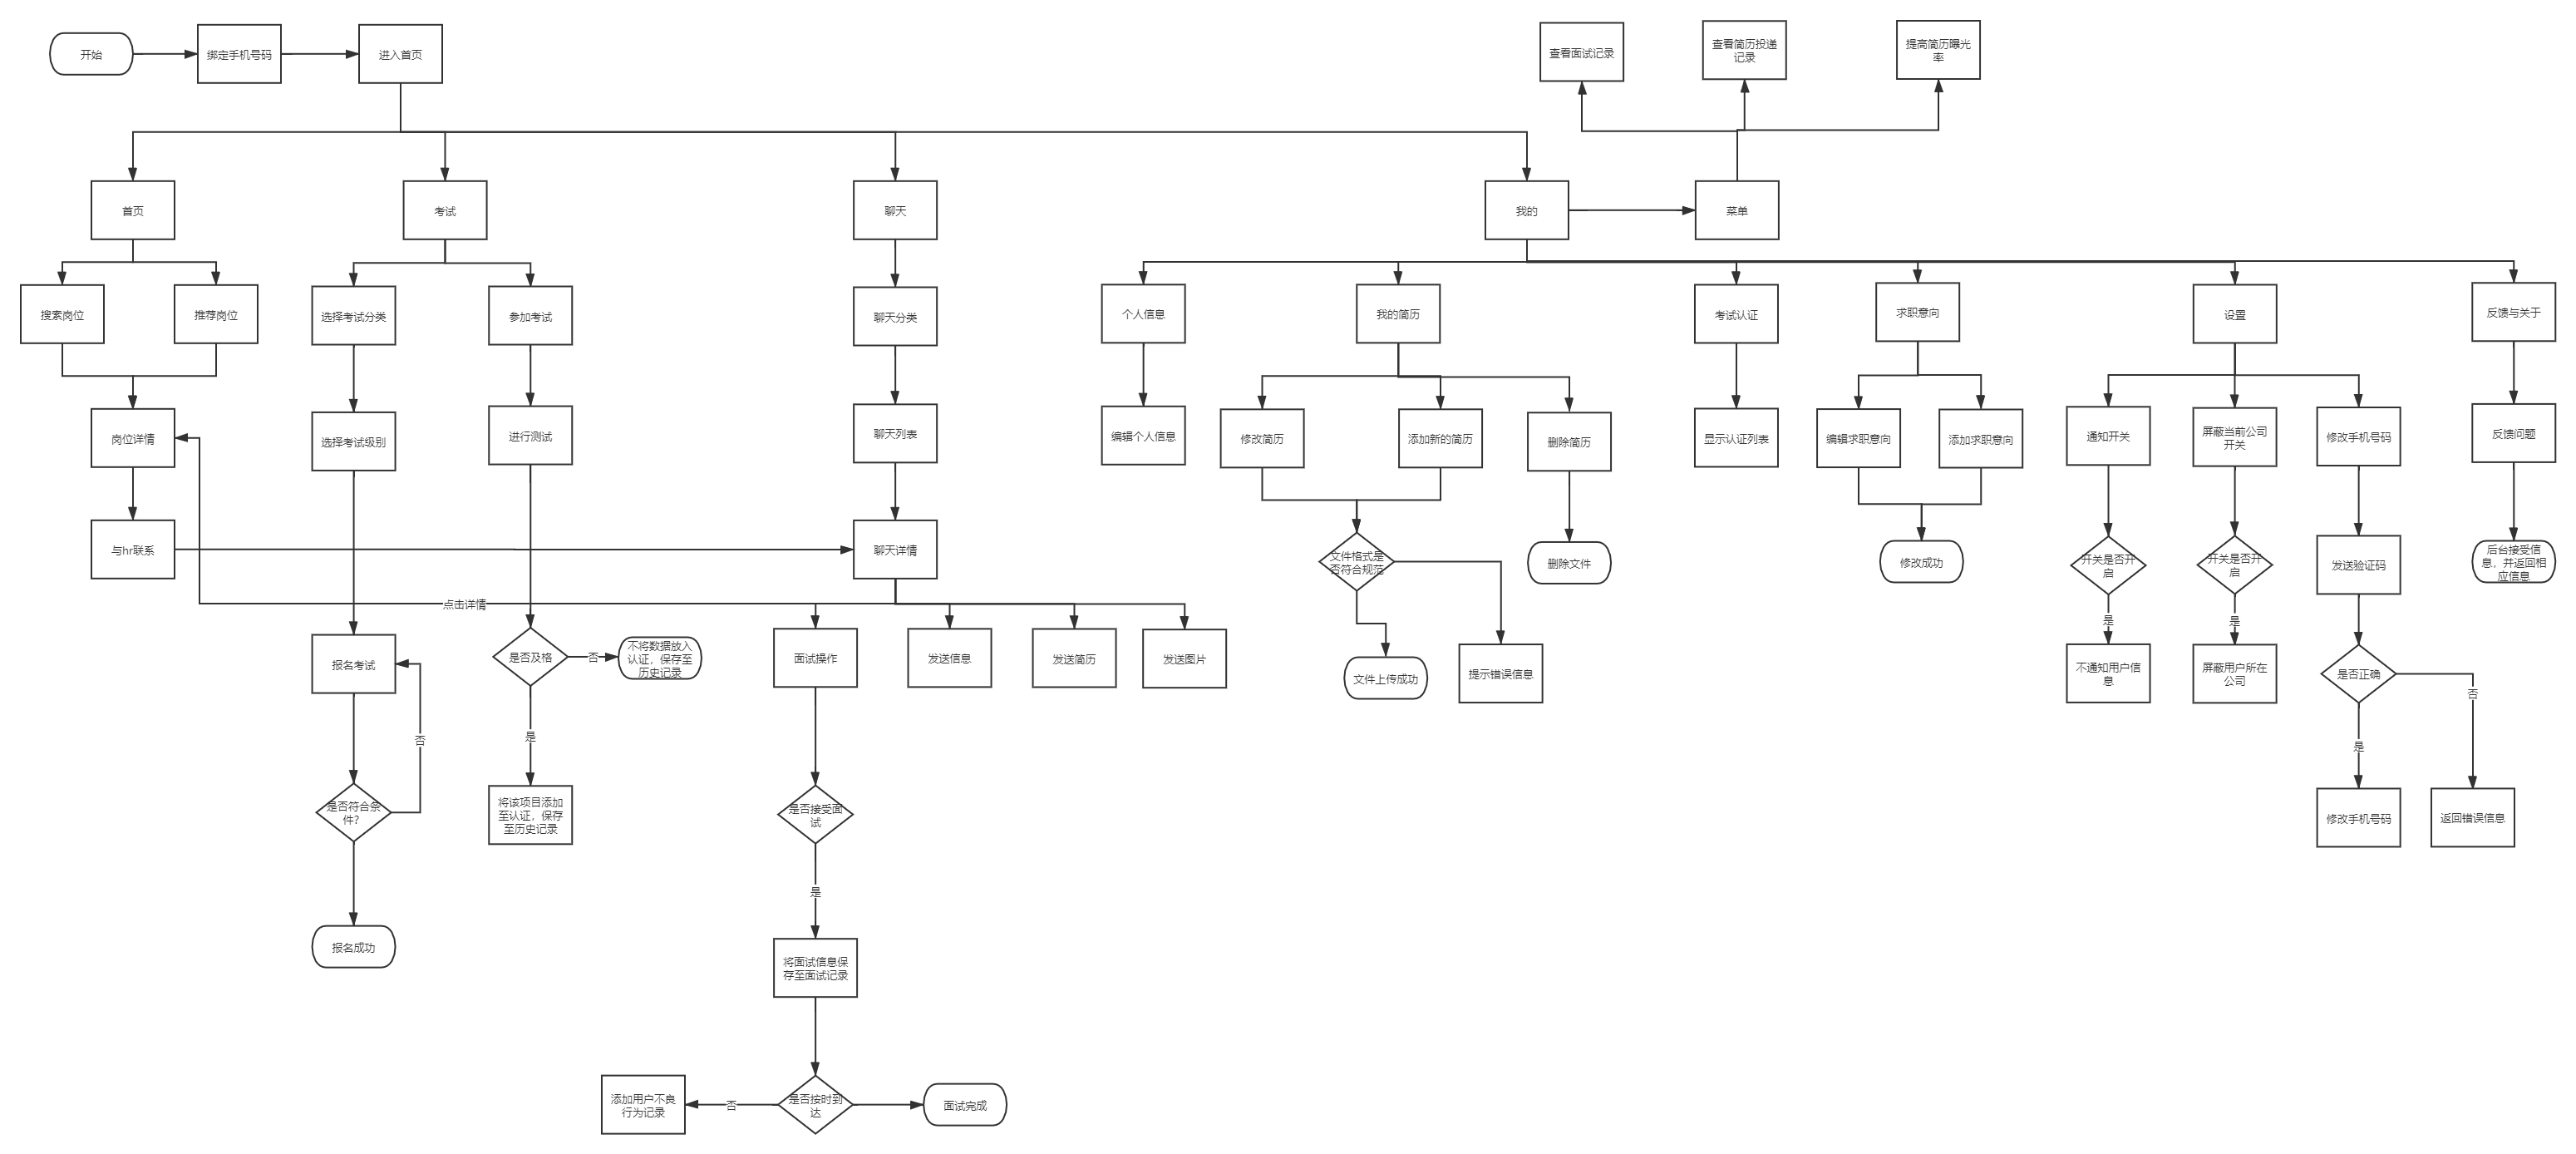 开始
绑定手机号码
进入首页
查看面试记录
查看简历投递
记录
提高简历曝光
率
首页
考试
聊天
我的
菜单
搜索岗位
推荐岗位
选择考试分类
参加考试
聊天分类
个人信息
我的简历
考试认证
求职意向
设置
反馈与关于
岗位详情
选择考试级别
进行测试
聊天列表
编辑个人信息
修改简历
添加新的简历
删除简历
显示认证列表
编辑求职意向
添加求职意向
通知开关
屏蔽当前公司
开关
修改手机号码
反馈问题
与hr联系
聊天详情
文件格式是
否符合规范
删除文件
修改成功
开关是否开
启
开关是否开
启
发送验证码
后台接受信
息，并返回相
应信息
点击详情
是
是
报名考试
是否及格
否
不将数据放入
认证，保存至
历史记录
面试操作
发送信息
发送简历
发送图片
文件上传成功
提示错误信息
不通知用户信
息
屏蔽用户所在
公司
是否正确
否
否
是
是
是否符合条
件?
将该项目添加
至认证，保存
至历史记录
是否接受面
试
修改手机号码
返回错误信息
是
报名成功
将面试信息保
存至面试记录
添加用户不良
行为记录
否
是否按时到
达
面试完成